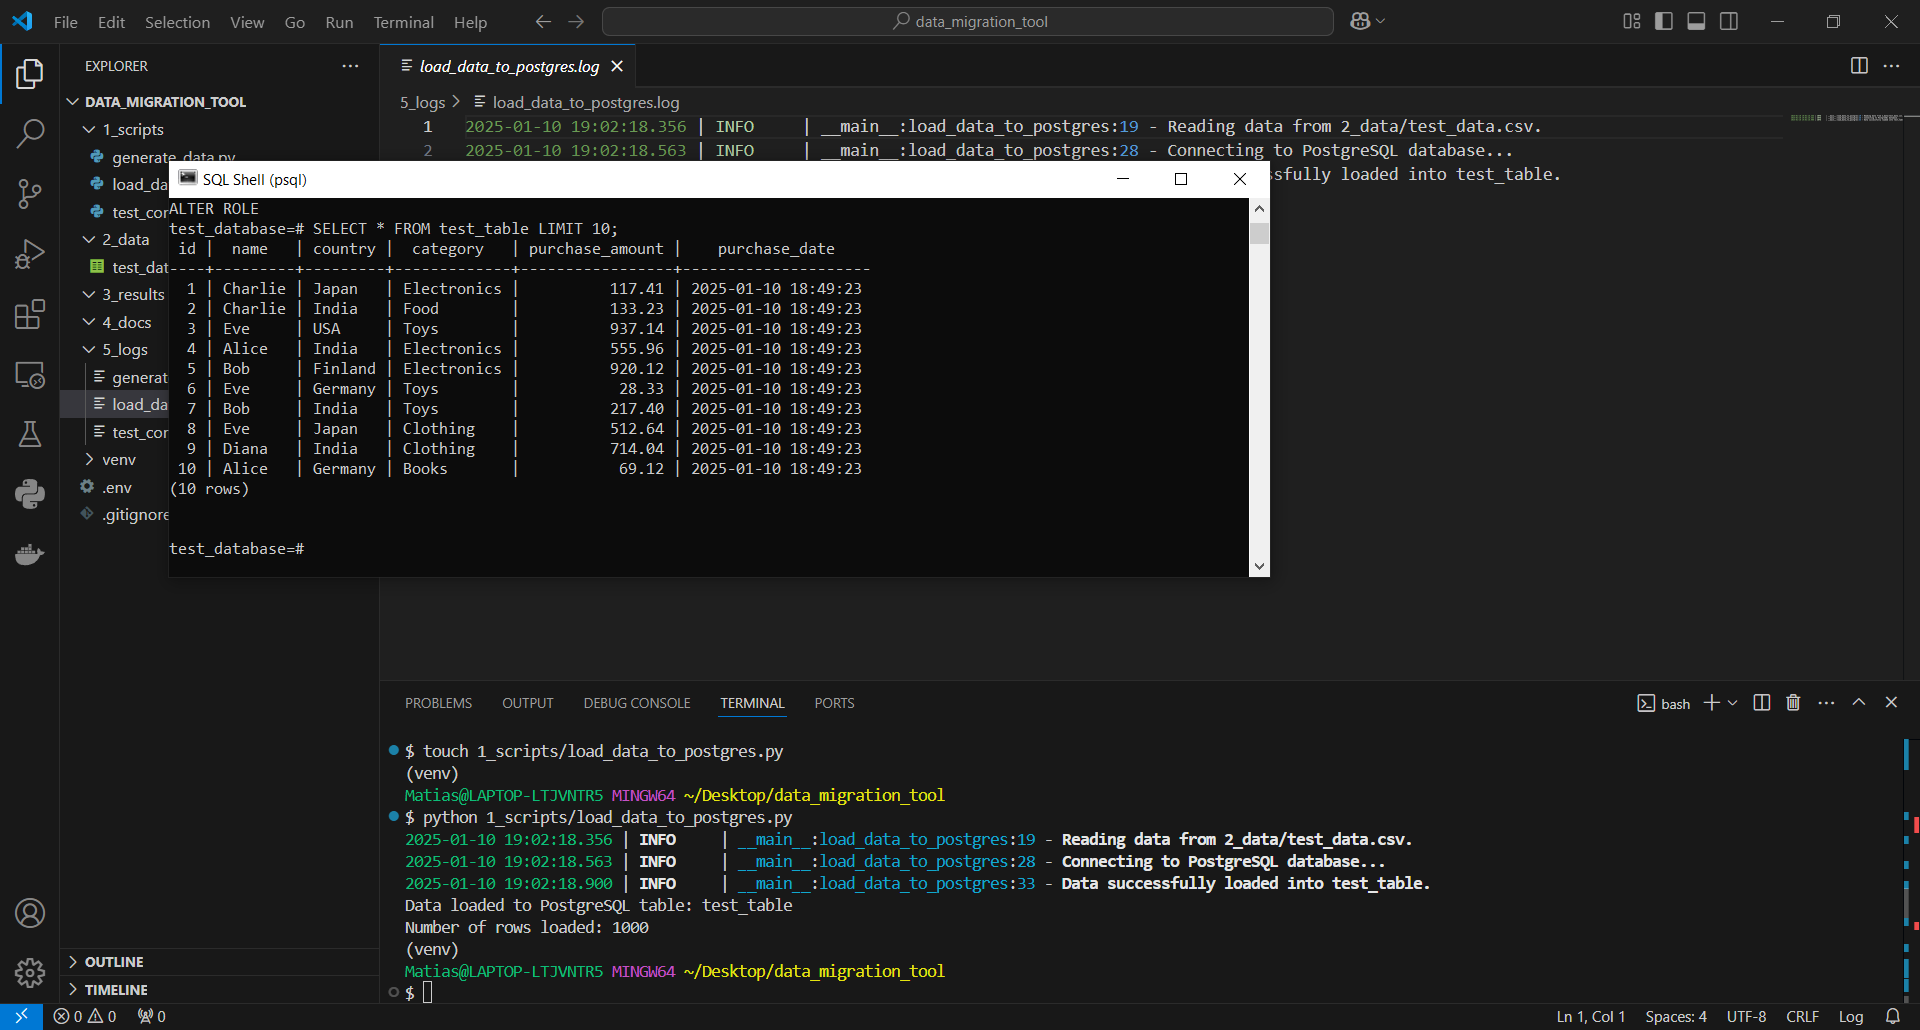 File Edit Selection View Go Run Terminal Help
data_migration_tool
EXPLORER
load_data_to_postgres.log
DATA_MIGRATION_TOOL
5_logs > load_data_to_postgres.log
1_scripts
generate_data.py
load_da
test_cor
2_data
test_dat
3_results
4_docs
5_logs
generat
load_da
test_cor
venv
.env
.gitignore
OUTLINE
TIMELINE
1 2025-01-10 19:02:18.356 | INFO | __main__:load_data_to_postgres:19 - Reading data from 2_data/test_data.csv.
2 2025-01-10 19:02:18.563 | INFO | __main__:load_data_to_postgres:28 - Connecting to PostgreSQL database...
ssfully loaded into test_table.
SQL Shell (psql)
ALTER ROLE
test_database=# SELECT * FROM test_table LIMIT 10;
id | name | country | category | purchase_amount | purchase_date
----+---------+---------+-------------+-----------------+---------------------
1 | Charlie | Japan | Electronics | 117.41 | 2025-01-10 18:49:23
2 | Charlie | India | Food | 133.23 | 2025-01-10 18:49:23
3 | Eve | USA | Toys | 937.14 | 2025-01-10 18:49:23
4 | Alice | India | Electronics | 555.96 | 2025-01-10 18:49:23
5 | Bob | Finland | Electronics | 920.12 | 2025-01-10 18:49:23
6 | Eve | Germany | Toys | 28.33 | 2025-01-10 18:49:23
7 | Bob | India | Toys | 217.40 | 2025-01-10 18:49:23
8 | Eve | Japan | Clothing | 512.64 | 2025-01-10 18:49:23
9 | Diana | India | Clothing | 714.04 | 2025-01-10 18:49:23
10 | Alice | Germany | Books | 69.12 | 2025-01-10 18:49:23
(10 rows)
test_database=#
PROBLEMS OUTPUT DEBUG CONSOLE TERMINAL PORTS
bash
$ touch 1_scripts/load_data_to_postgres.py
(venv)
Matias@LAPTOP-LTJVNTR5 MINGW64 ~/Desktop/data_migration_tool
$ python 1_scripts/load_data_to_postgres.py
2025-01-10 19:02:18.356 | INFO | __main__:load_data_to_postgres:19 - Reading data from 2_data/test_data.csv.
2025-01-10 19:02:18.563 | INFO | __main__:load_data_to_postgres:28 - Connecting to PostgreSQL database...
2025-01-10 19:02:18.900 | INFO | __main__:load_data_to_postgres:33 - Data successfully loaded into test_table.
Data loaded to PostgreSQL table: test_table
Number of rows loaded: 1000
(venv)
Matias@LAPTOP-LTJVNTR5 MINGW64 ~/Desktop/data_migration_tool
$
0 0 0
Ln 1, Col 1 Spaces: 4 UTF-8 CRLF Log